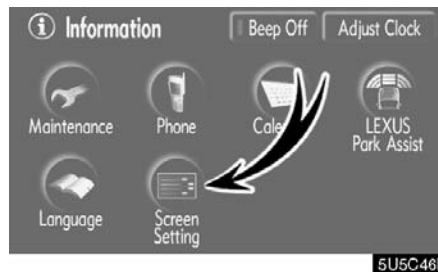 i Information Beep Off Adjust Clock
Maintenance Phone Cale LEXUS
Park Assist
Language Screen
Setting
5U5C46